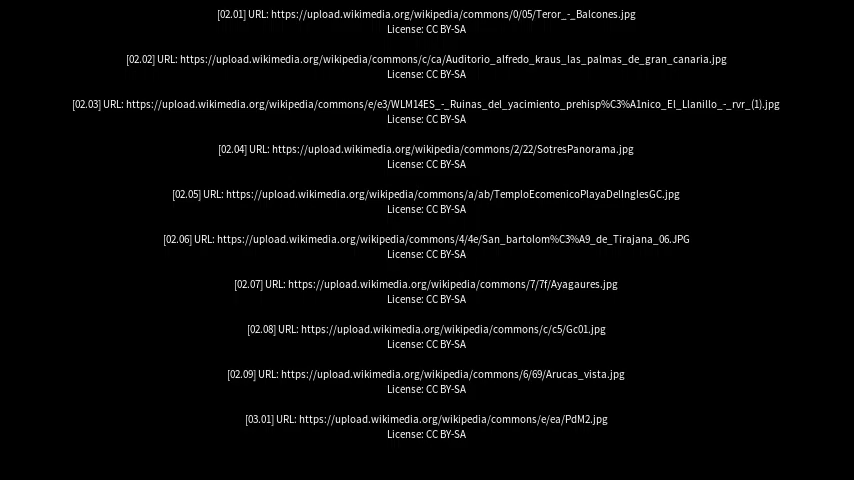 [02.01] URL: https://upload.wikimedia.org/wikipedia/commons/0/05/Teror_-_Balcones.jpg
License: CC BY-SA
[02.02] URL: https://upload.wikimedia.org/wikipedia/commons/c/ca/Auditorio_alfredo_kraus_las_palmas_de_gran_canaria.jpg
License: CC BY-SA
[02.03] URL: https://upload.wikimedia.org/wikipedia/commons/e/e3/WLM14ES_-_Ruinas_del_yacimiento_prehisp%C3%A1nico_El_Llanillo_-_rvr_(1).jpg
License: CC BY-SA
[02.04] URL: https://upload.wikimedia.org/wikipedia/commons/2/22/SotresPanorama.jpg
License: CC BY-SA
[02.05] URL: https://upload.wikimedia.org/wikipedia/commons/a/ab/TemploEcomenicoPlayaDelInglesGC.jpg
License: CC BY-SA
[02.06] URL: https://upload.wikimedia.org/wikipedia/commons/4/4e/San_bartolom%C3%A9_de_Tirajana_06.JPG
License: CC BY-SA
[02.07] URL: https://upload.wikimedia.org/wikipedia/commons/7/7f/Ayagaures.jpg
License: CC BY-SA
[02.08] URL: https://upload.wikimedia.org/wikipedia/commons/c/c5/Gc01.jpg
License: CC BY-SA
[02.09] URL: https://upload.wikimedia.org/wikipedia/commons/6/69/Arucas_vista.jpg
License: CC BY-SA
[03.01] URL: https://upload.wikimedia.org/wikipedia/commons/e/ea/PdM2.jpg
License: CC BY-SA